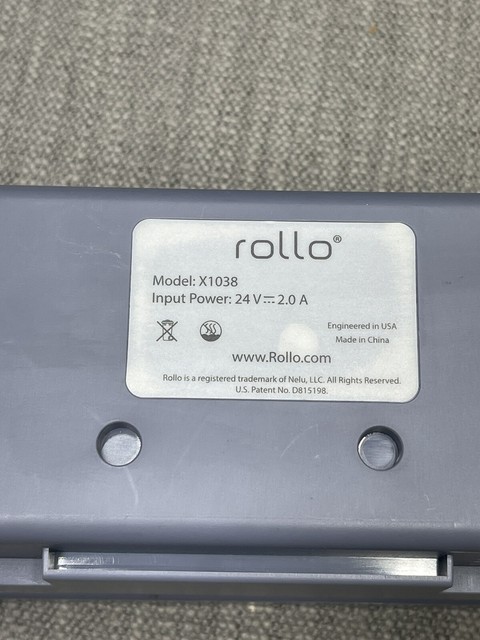 rollo®
Model: X1038
Input Power: 24 V⎓2.0 A
Engineered in USA
Made in China
www.Rollo.com
Rollo is a registered trademark of Nelu, LLC. All Rights Reserved.
U.S. Patent No. D815198.